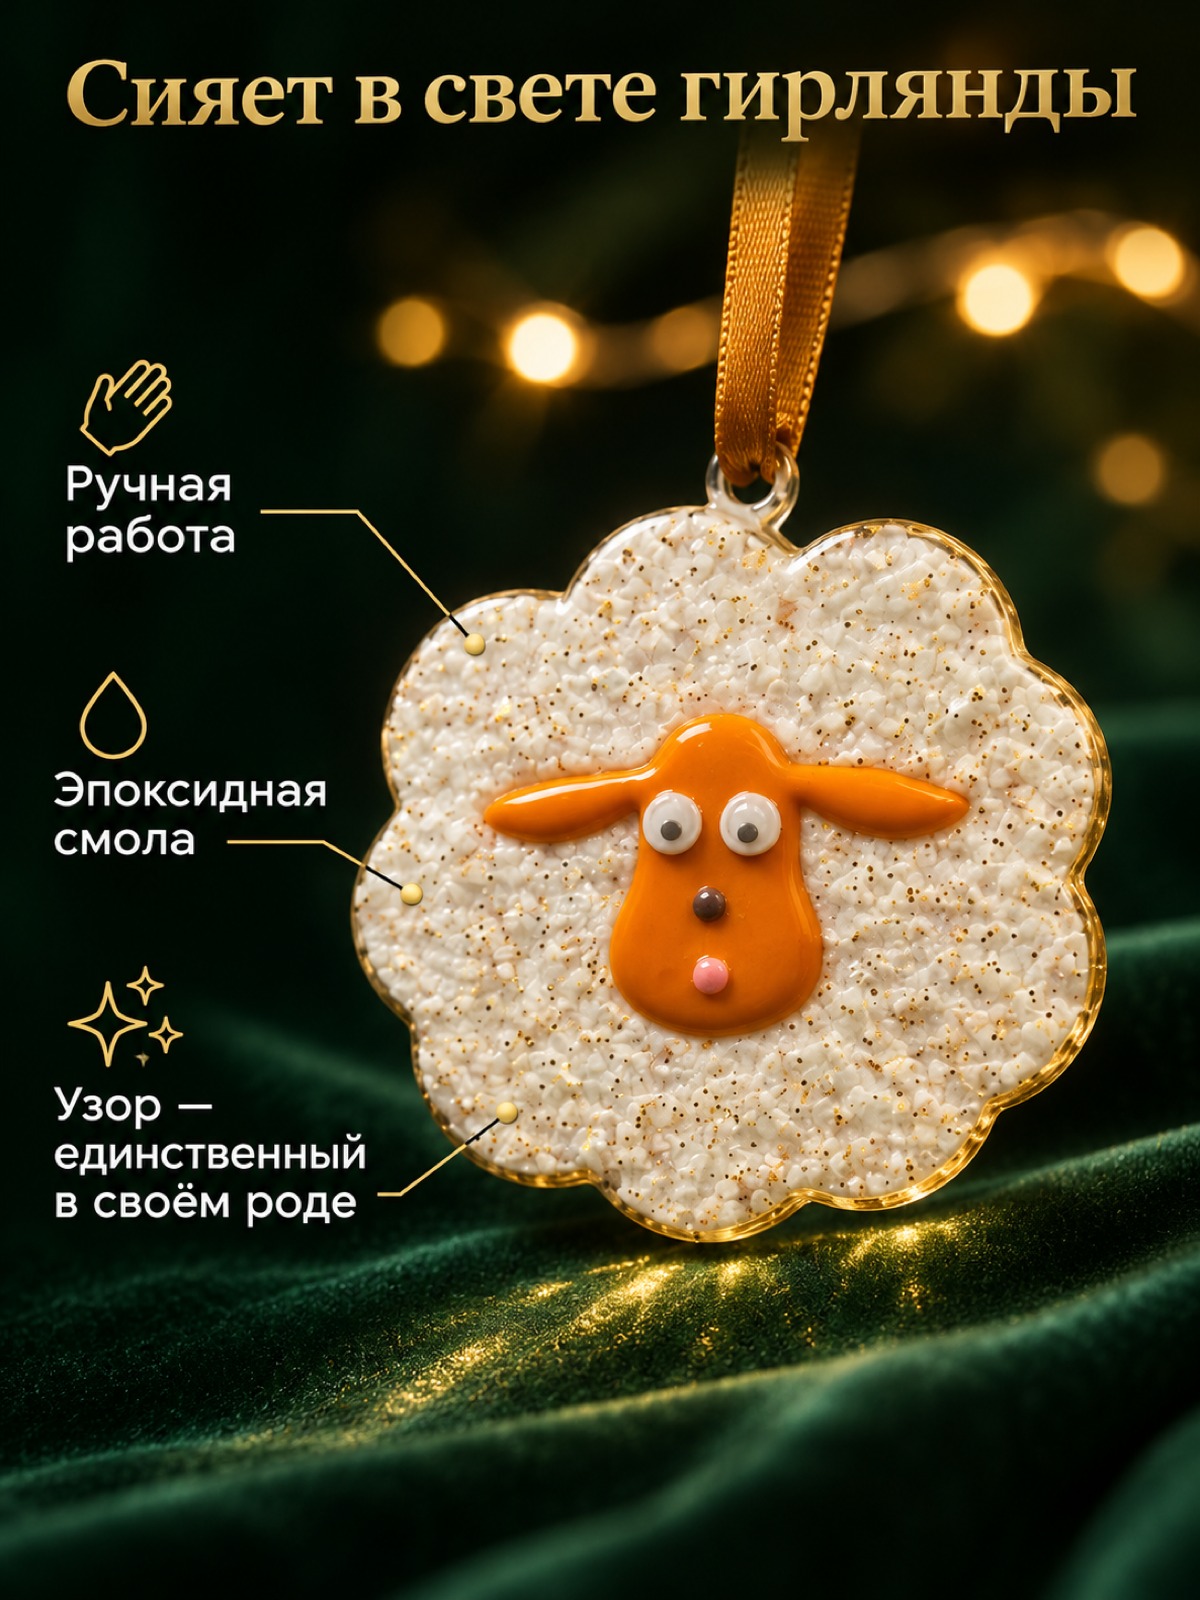 Сияет в свете гирлянды
Ручная
работа
Эпоксидная
смола
Узор —
единственный
в своём роде